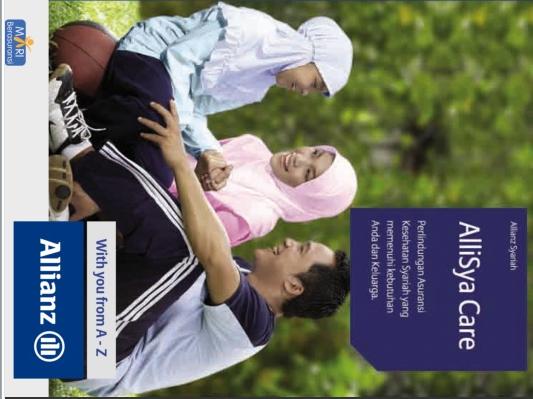 Allianz Syariah
AlliSya Care
Perlindungan Asuransi
Kesehatan Syariah yang
memenuhi kebutuhan
Anda dan Keluarga.
With you from A - Z
Allianz
MARI
Berasuransi